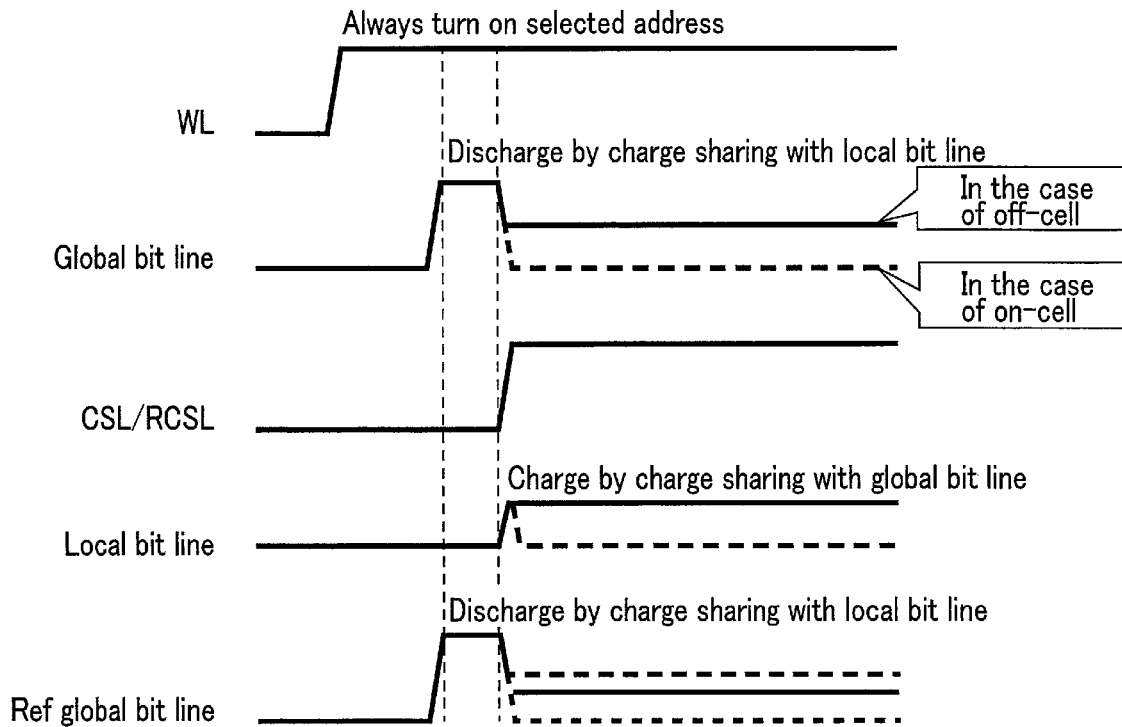 Always turn on selected address
WL
Discharge by charge sharing with local bit line
In the case
of off-cell
Global bit line
In the case
of on-cell
CSL/RCSL
Charge by charge sharing with global bit line
Local bit line
Discharge by charge sharing with local bit line
Ref global bit line